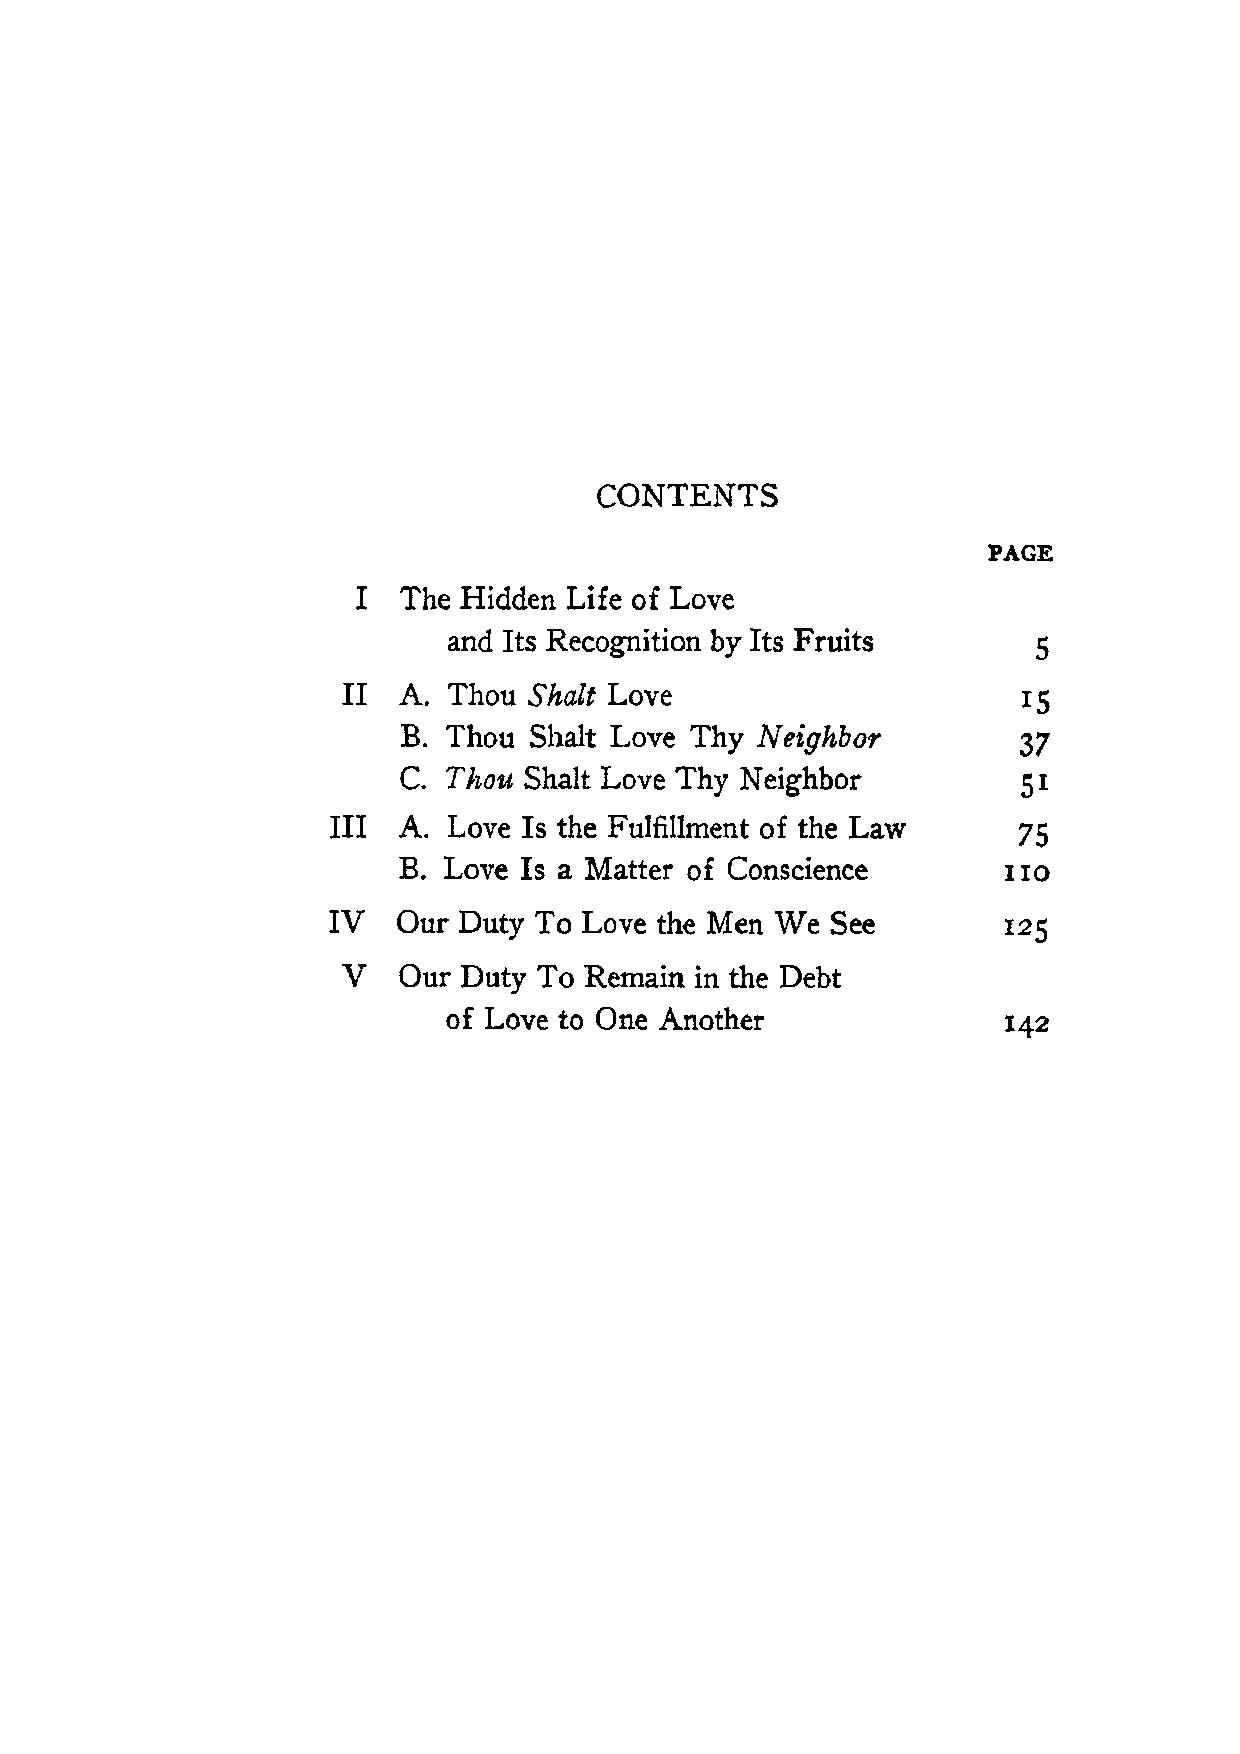 CONTENTS
PAGE
I The Hidden Life of Love
and Its Recognition by Its Fruits 5
II A. Thou Shalt Love 15
B. Thou Shalt Love Thy Neighbor 37
C. Thou Shalt Love Thy Neighbor 51
III A. Love Is the Fulfillment of the Law 75
B. Love Is a Matter of Conscience 110
IV Our Duty To Love the Men We See 125
V Our Duty To Remain in the Debt
of Love to One Another 142